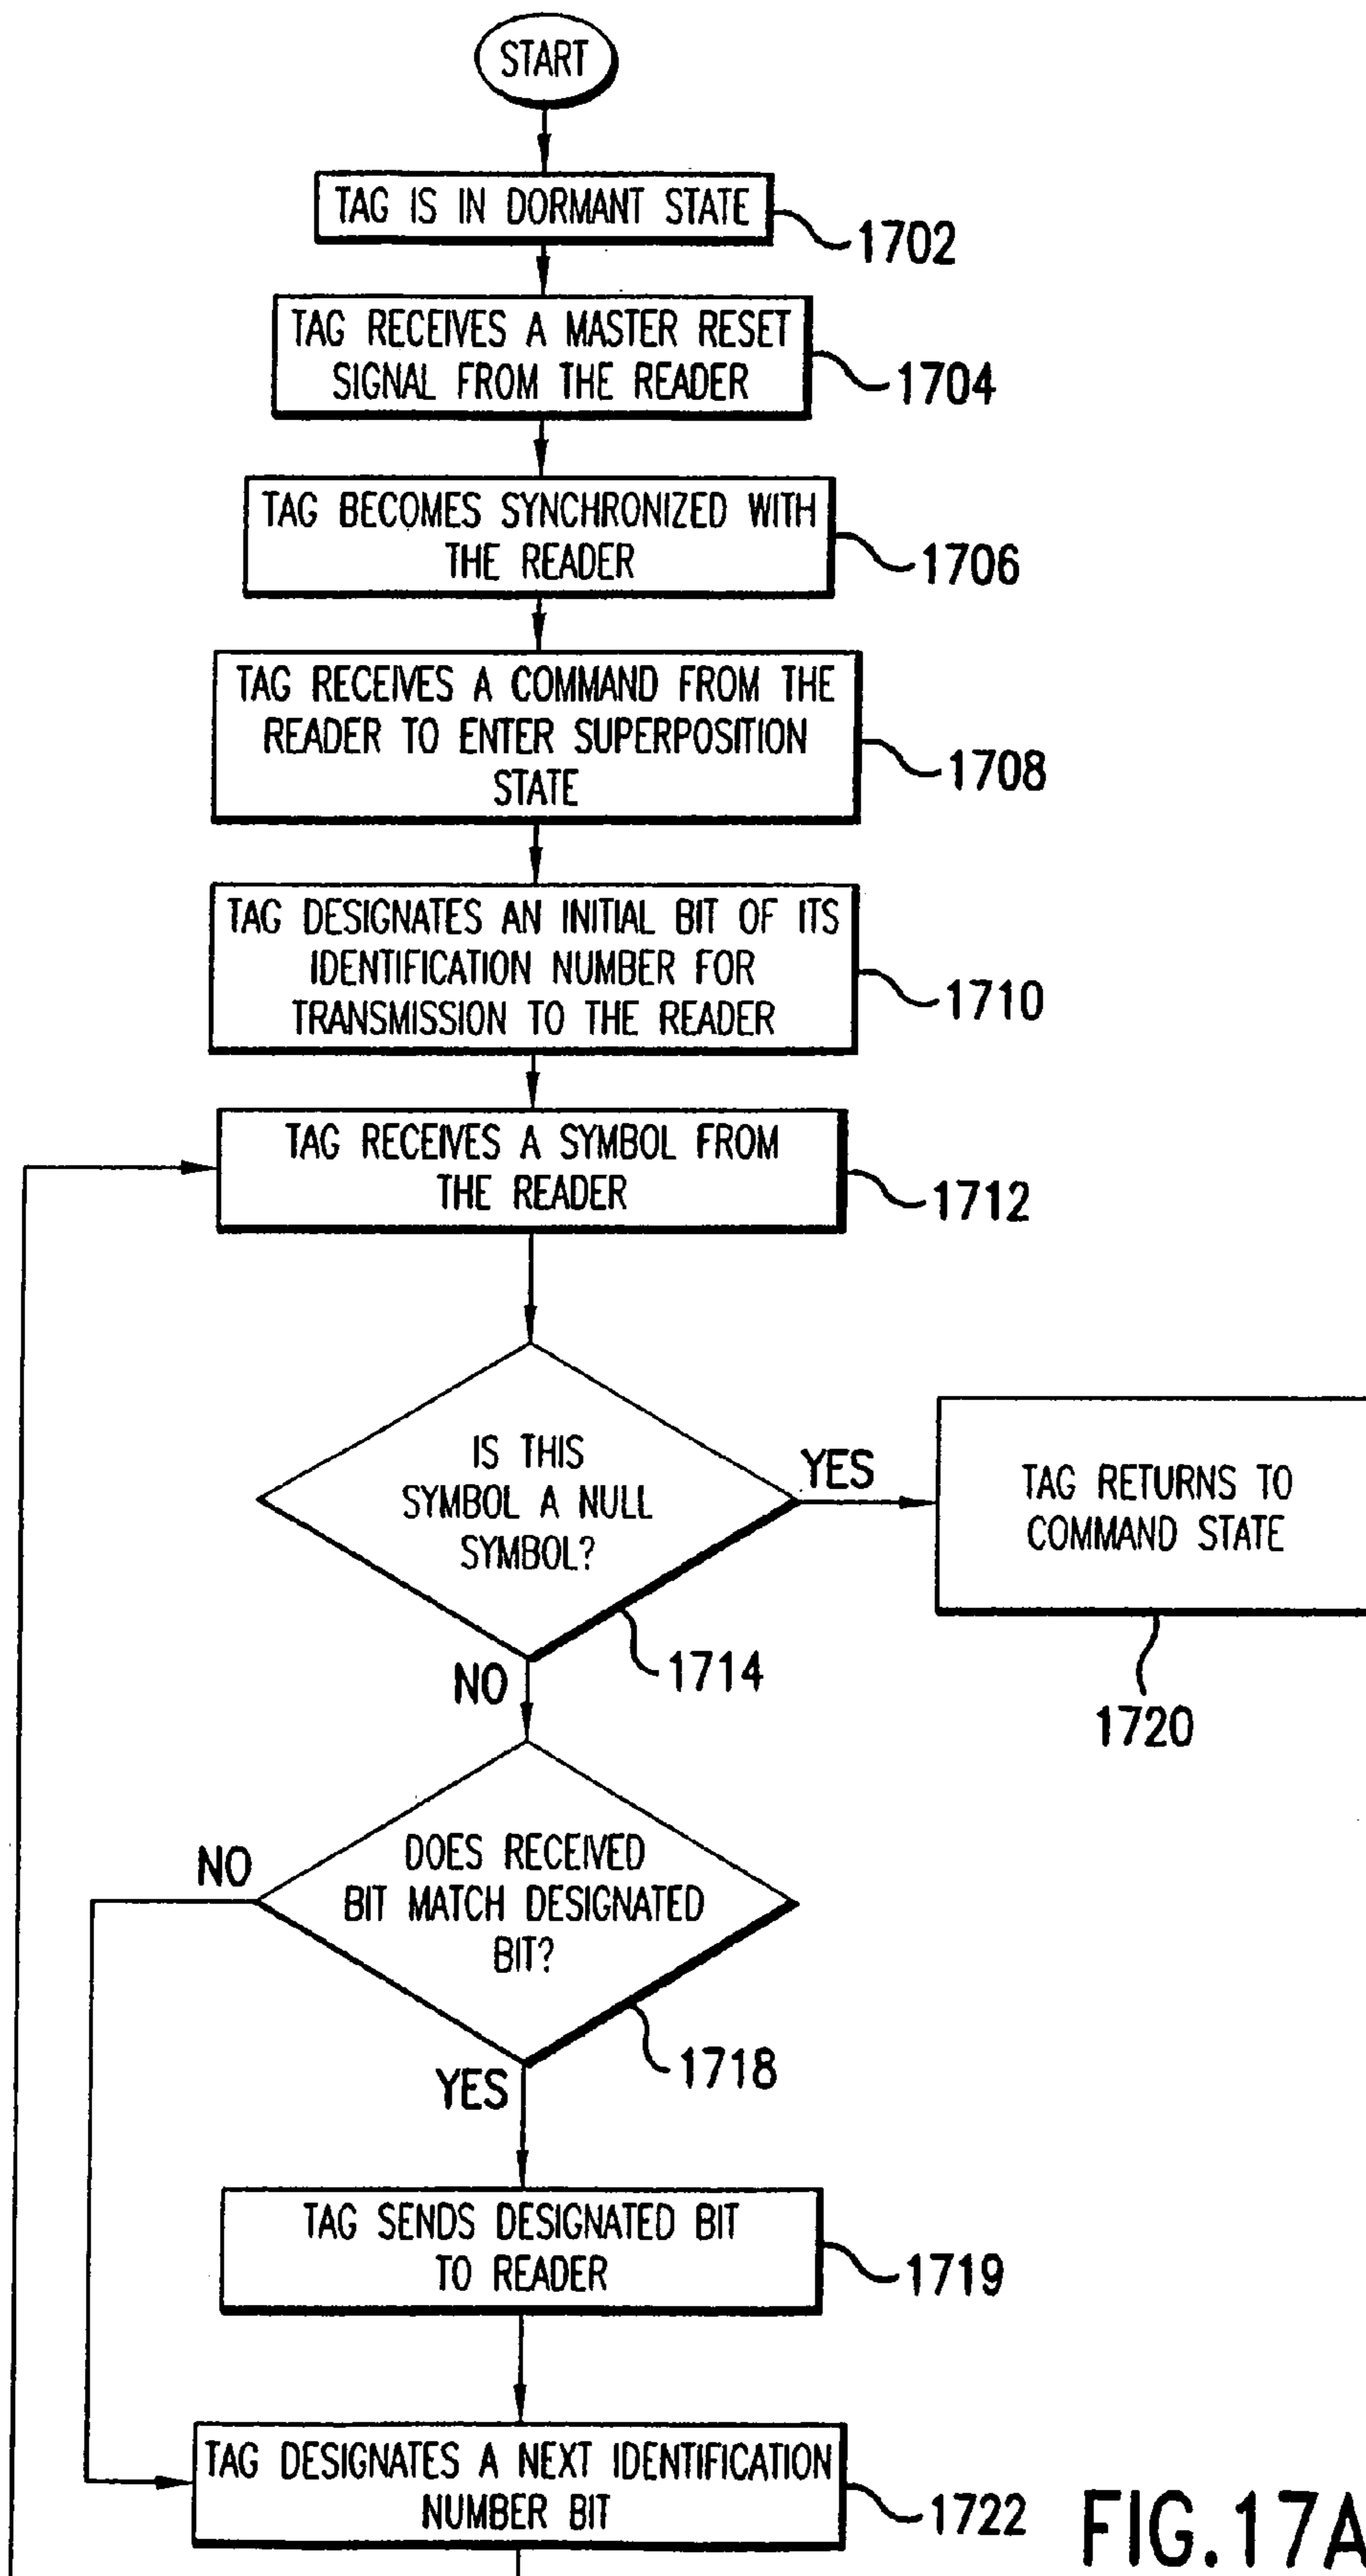 START
TAG IS IN DORMANT STATE
1702
TAG RECEIVES A MASTER RESET
SIGNAL FROM THE READER
1704
TAG BECOMES SYNCHRONIZED WITH
THE READER
1706
TAG RECEIVES A COMMAND FROM THE
READER TO ENTER SUPERPOSITION
STATE
1708
TAG DESIGNATES AN INITIAL BIT OF ITS
IDENTIFICATION NUMBER FOR
TRANSMISSION TO THE READER
1710
TAG RECEIVES A SYMBOL FROM
THE READER
1712
IS THIS
SYMBOL A NULL
SYMBOL?
YES
TAG RETURNS TO
COMMAND STATE
1714
NO
1720
DOES RECEIVED
BIT MATCH DESIGNATED
BIT?
NO
1718
YES
TAG SENDS DESIGNATED BIT
TO READER
1719
TAG DESIGNATES A NEXT IDENTIFICATION
NUMBER BIT
1722
FIG.17A